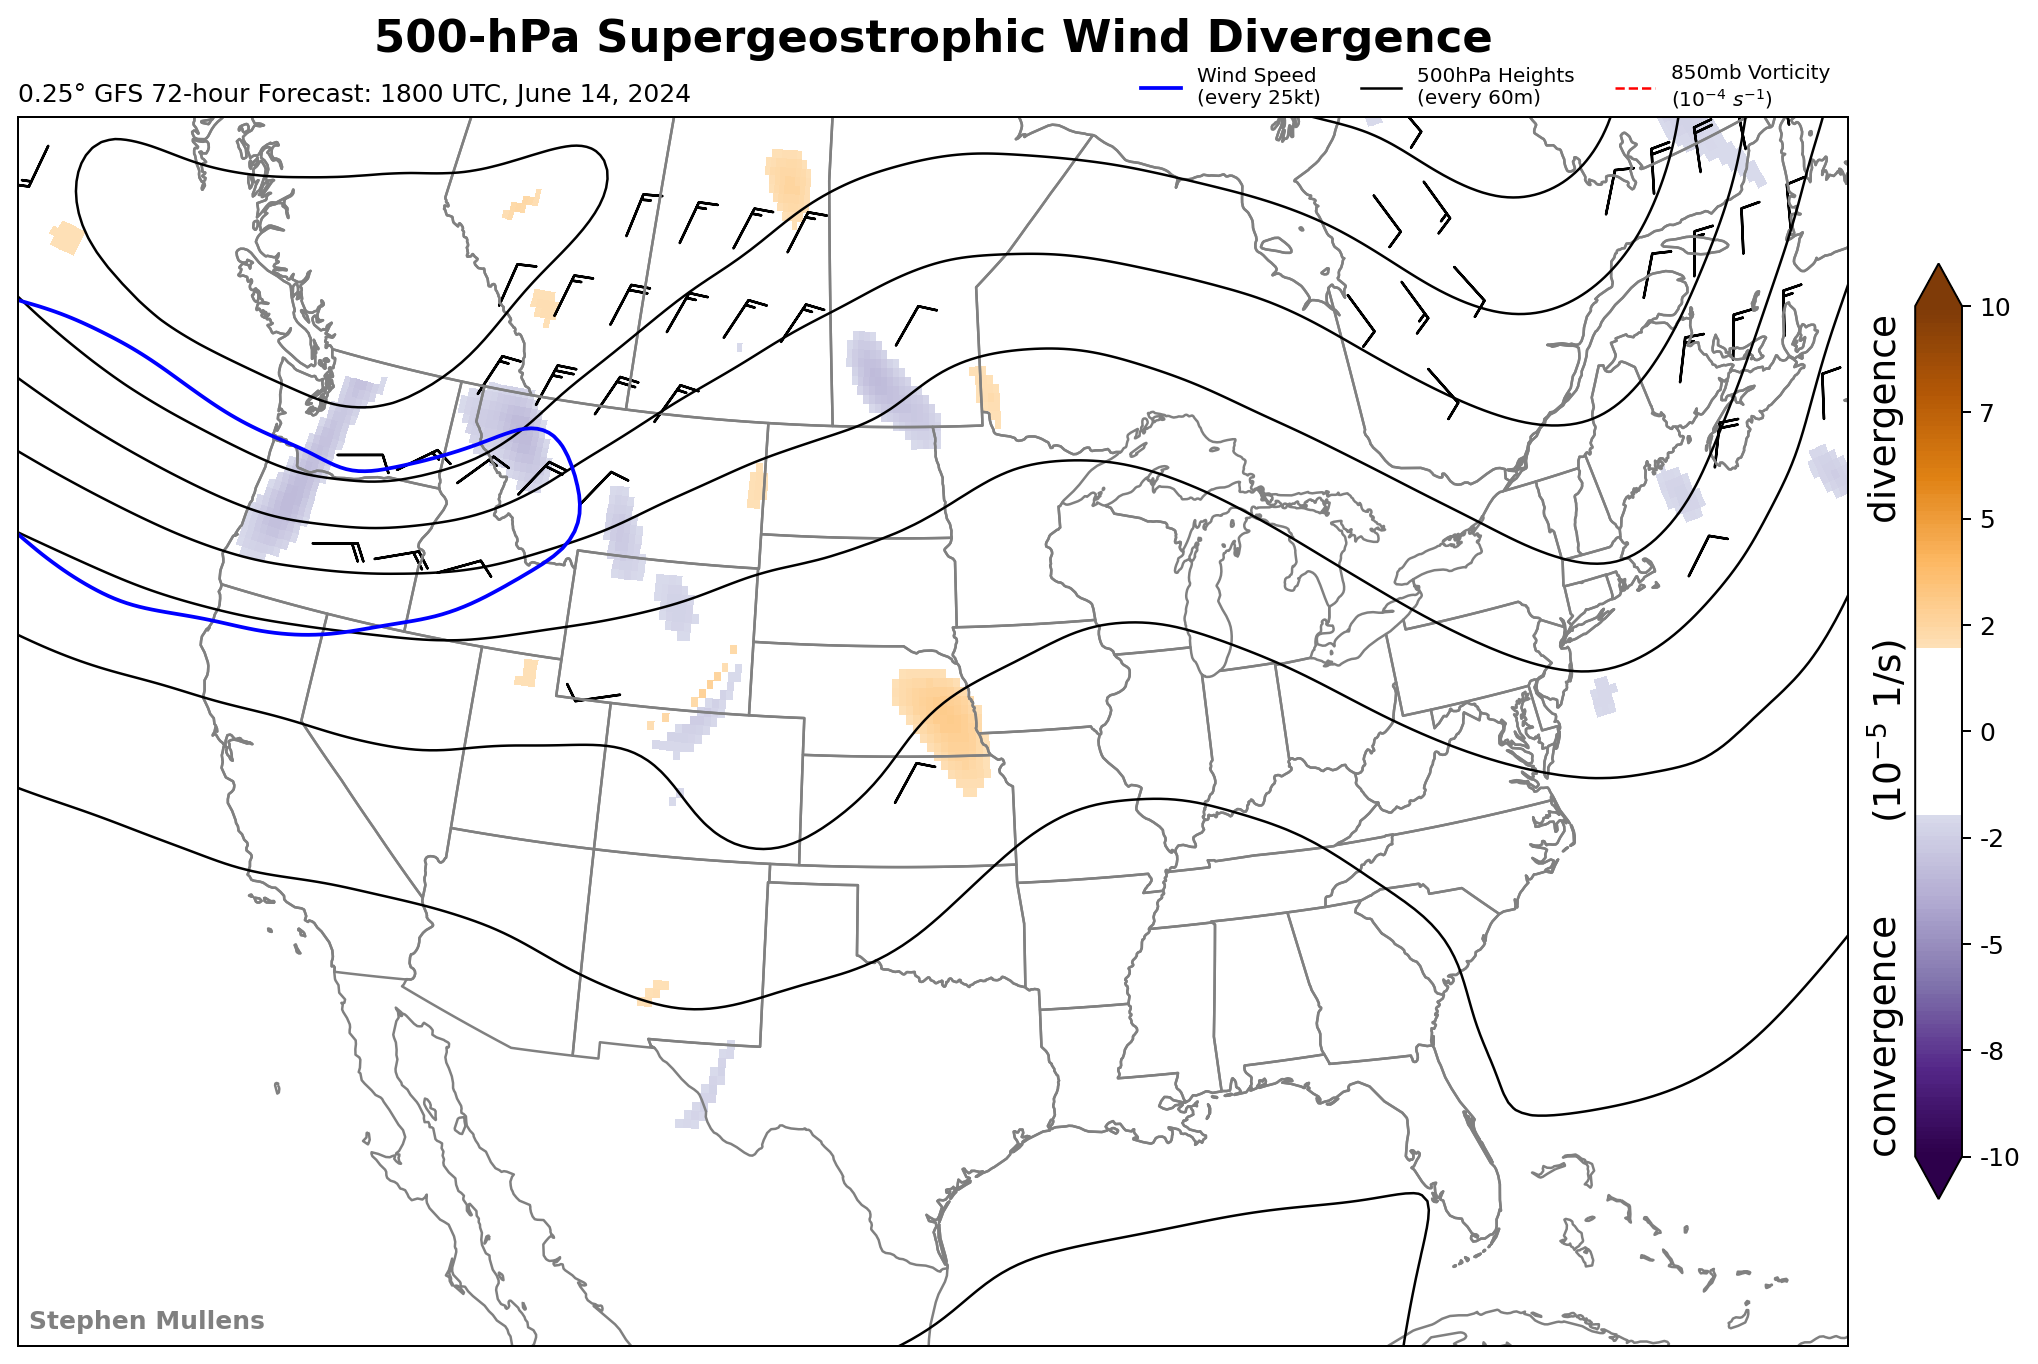 500-hPa Supergeostrophic Wind Divergence
0.25° GFS 72-hour Forecast: 1800 UTC, June 14, 2024
Wind Speed
(every 25kt)
500hPa Heights
(every 60m)
850mb Vorticity
(10⁻⁴ s⁻¹)
10
7
5
2
0
-2
-5
-8
-10
convergence (10⁻⁵ 1/s) divergence
Stephen Mullens